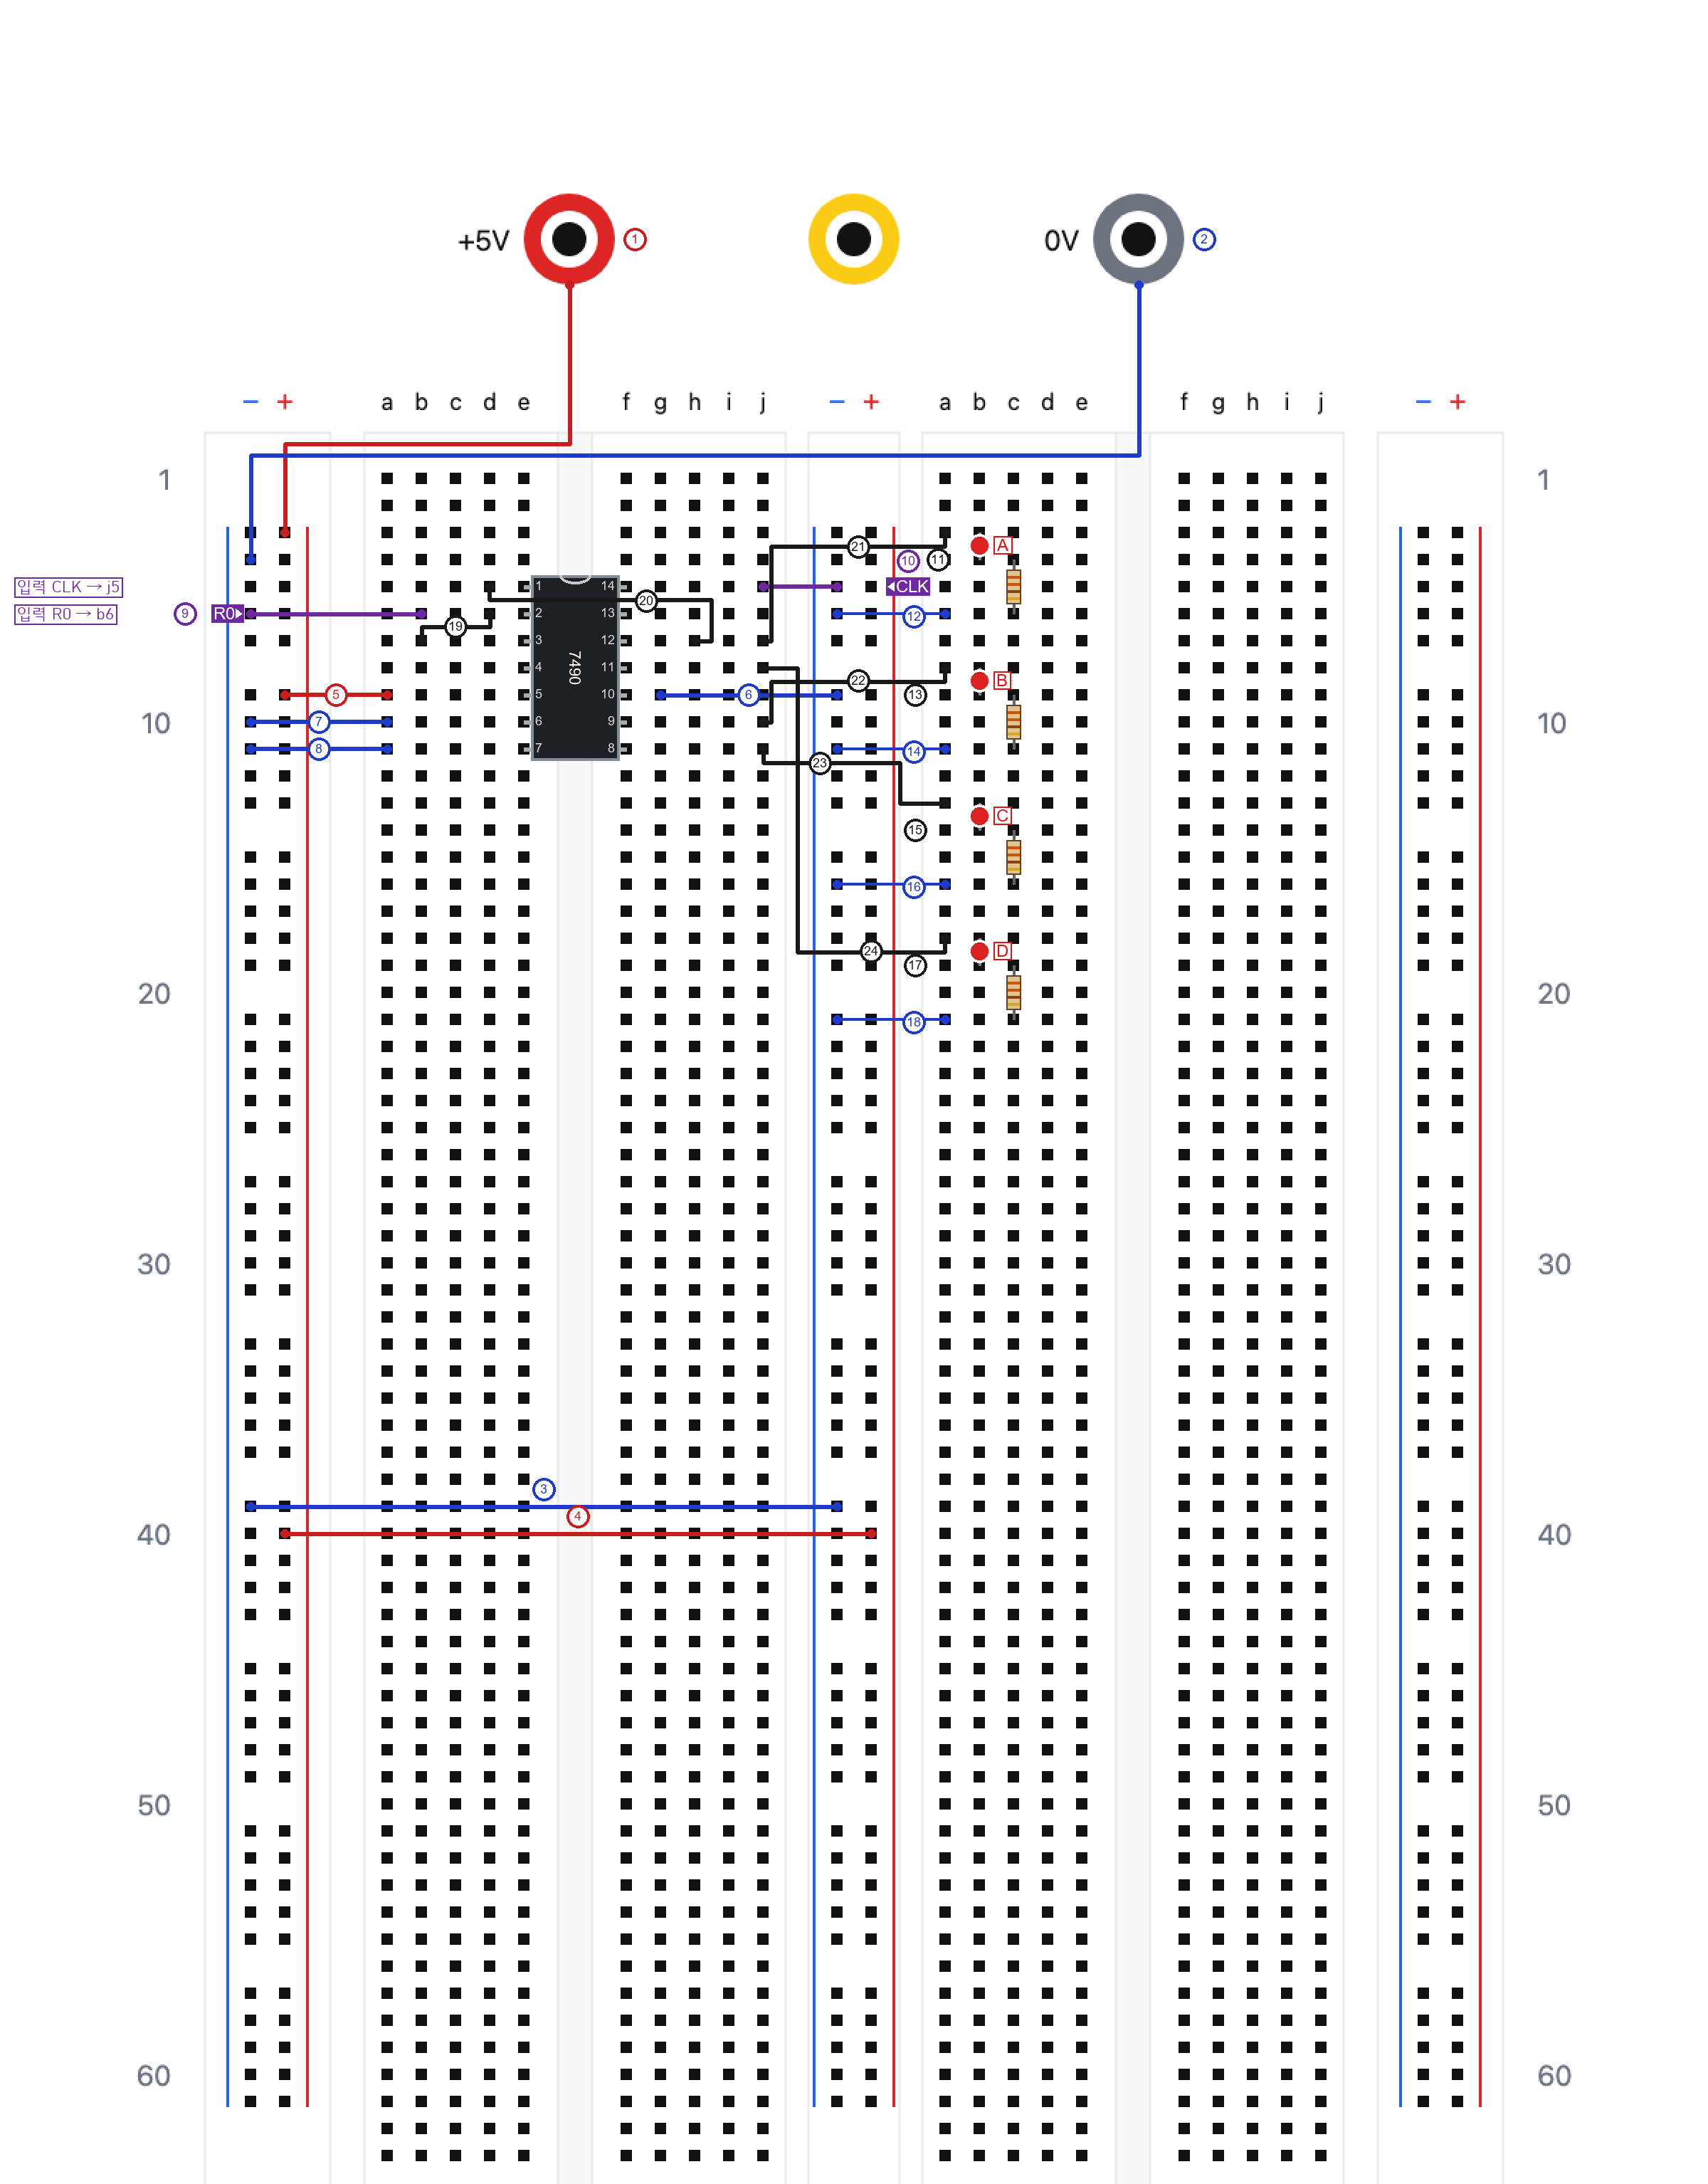 +5V 1 0V 2
− + a b c d e f g h i j − + a b c d e f g h i j − +
1 1
21 A
10 11
입력 CLK → j5 1 14 ◀CLK
20
입력 R0 → b6 9 R0▶ 2 13 12
19
3 12
7490
4 11
22 B
5 5 10 6 13
10 7 6 9 10
8 7 8 14
23
C
15
16
24 D
17
20 20
18
30 30
3
4
40 40
50 50
60 60